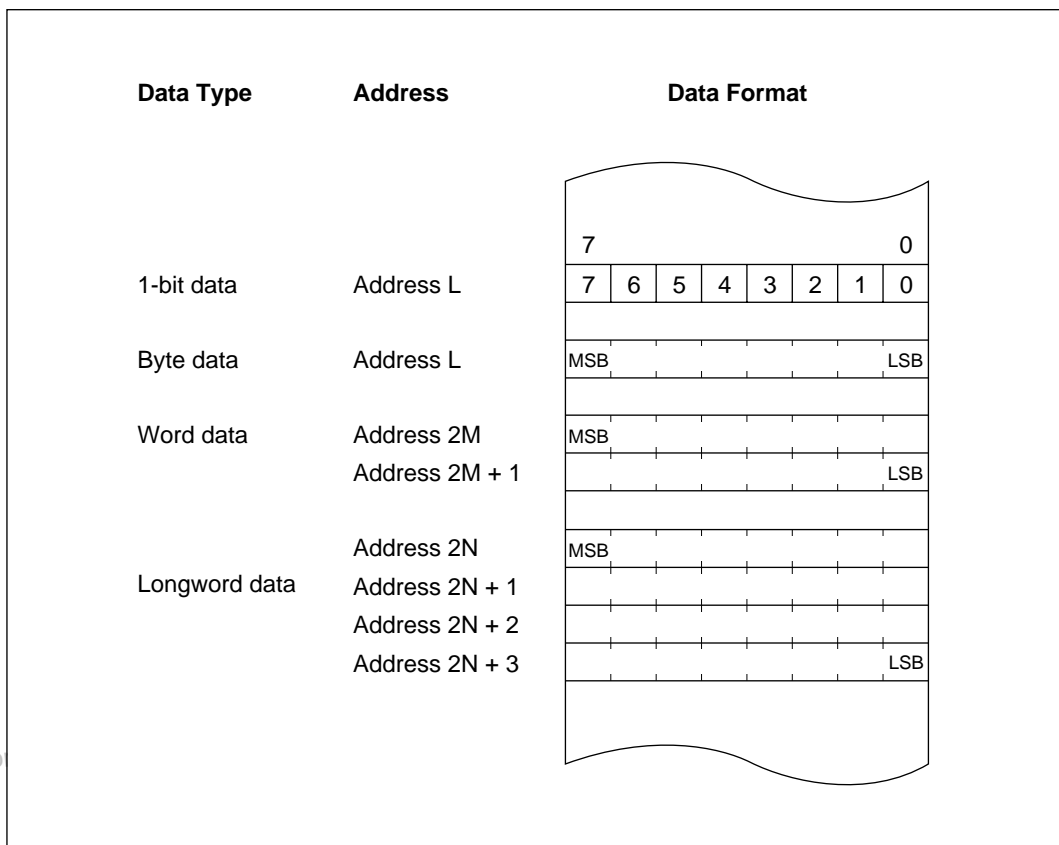 Data Type Address Data Format
7 0
1-bit data Address L 7 6 5 4 3 2 1 0
Byte data Address L MSB LSB
Word data Address 2M MSB
Address 2M + 1 LSB
Address 2N MSB
Longword data Address 2N + 1
Address 2N + 2
Address 2N + 3 LSB